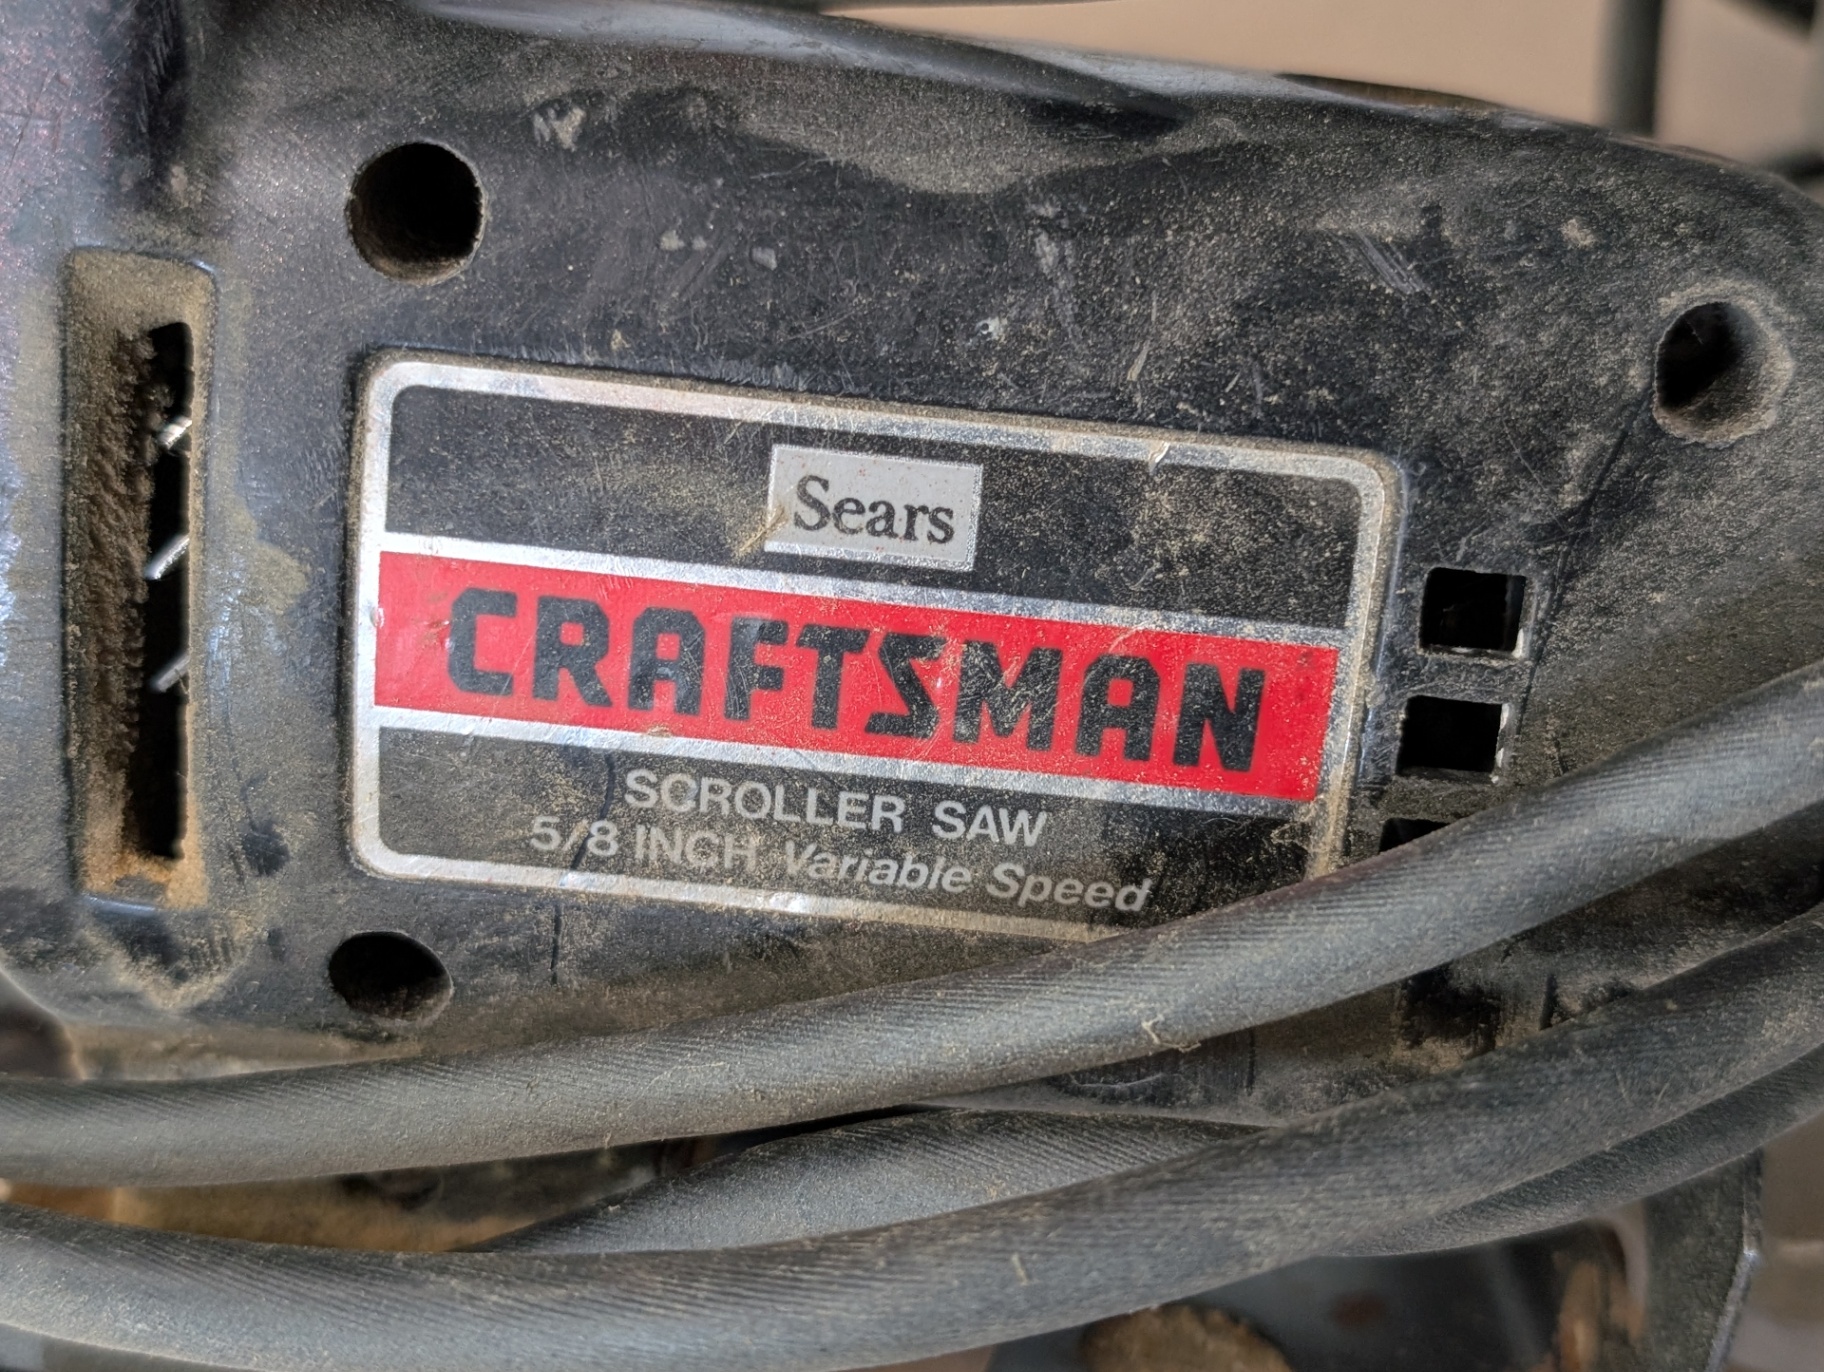 Sears
CRAFTSMAN
SCROLLER SAW
5/8 INCH Variable Speed